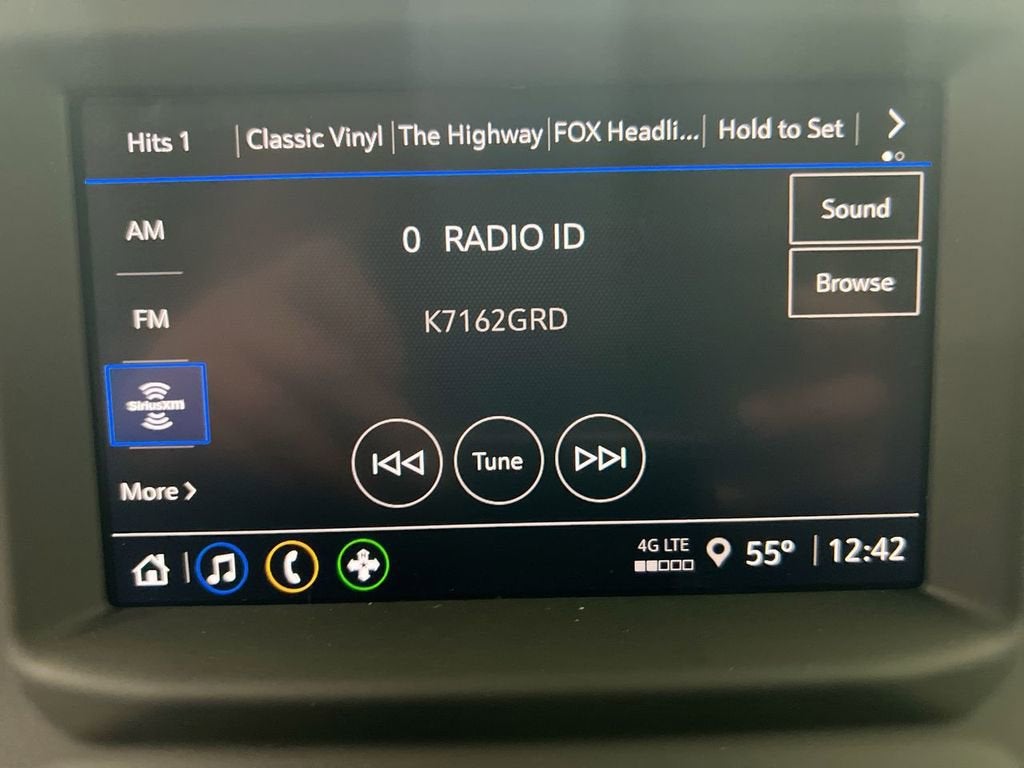 Hits 1 Classic Vinyl The Highway FOX Headli... Hold to Set
AM
0 RADIO ID
Sound
Browse
FM
K7162GRD
SiriusXM
More
Tune
4G LTE
55° 12:42